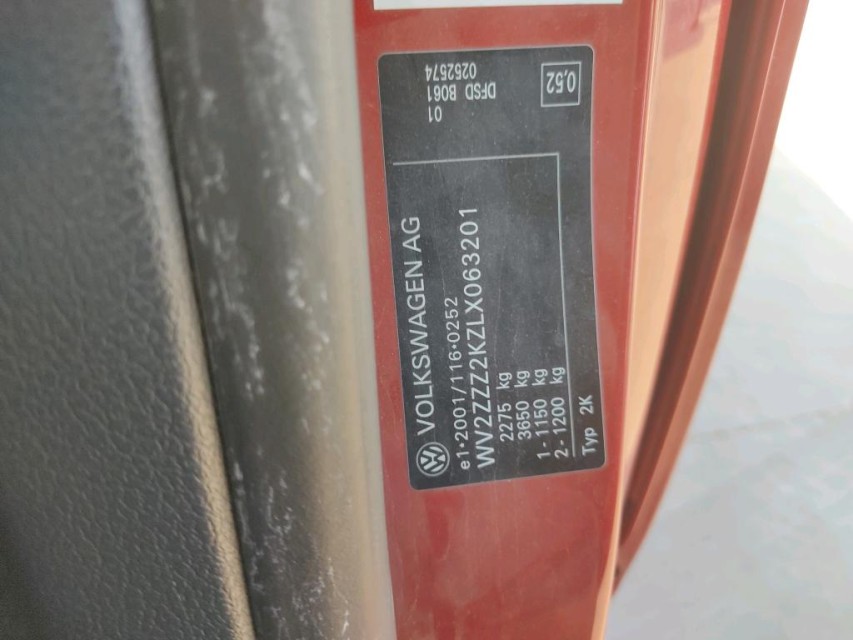 VOLKSWAGEN AG
e1*2001/116*0252
WV2ZZZ2KZLX063201
2275 kg
3650 kg
1 - 1150 kg
2 - 1200 kg
Typ 2K
01
DFSD B061
0252574
0,52